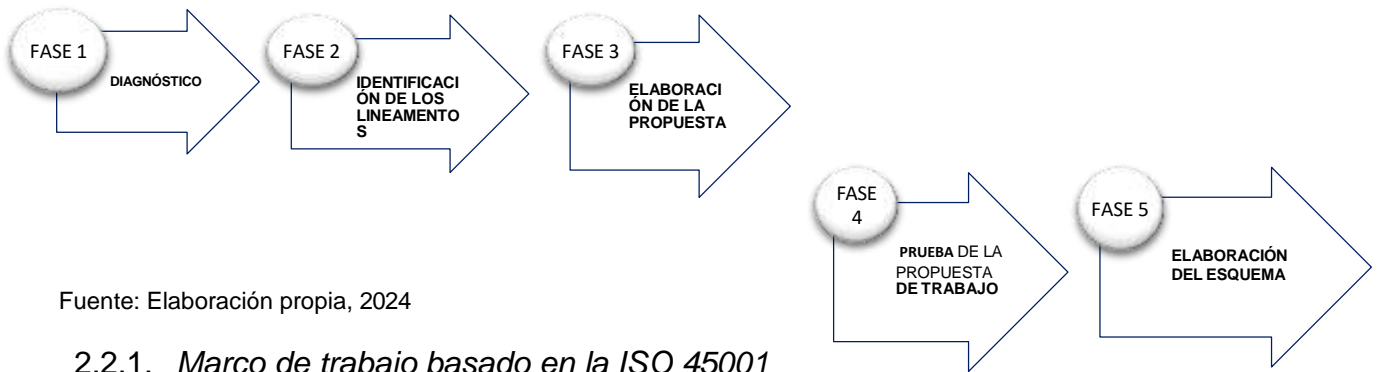 FASE 1
DIAGNÓSTICO
FASE 2
IDENTIFICACI
ÓN DE LOS
LINEAMENTO
S
FASE 3
ELABORACI
ÓN DE LA
PROPUESTA
FASE
4
PRUEBA DE LA
PROPUESTA
DE TRABAJO
FASE 5
ELABORACIÓN
DEL ESQUEMA
Fuente: Elaboración propia, 2024
2.2.1. Marco de trabajo basado en la ISO 45001